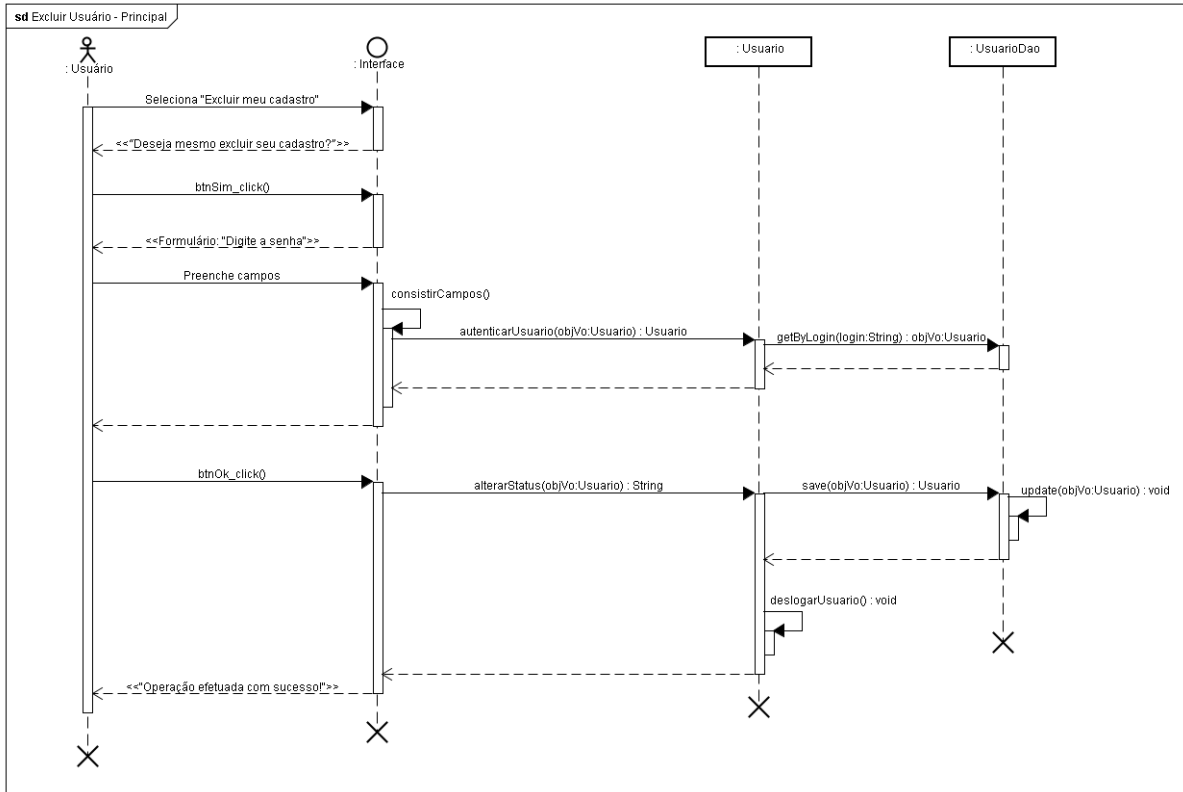 sd Excluir Usuário - Principal
: Usuário
: Interface
: Usuario
: UsuarioDao
Seleciona "Excluir meu cadastro"
<<"Deseja mesmo excluir seu cadastro?">>
btnSim_click()
<<Formulário: "Digite a senha">>
Preenche campos
consistirCampos()
autenticarUsuario(objVo:Usuario) : Usuario
getByLogin(login:String) : objVo:Usuario
btnOk_click()
alterarStatus(objVo:Usuario) : String
save(objVo:Usuario) : Usuario
update(objVo:Usuario) : void
deslogarUsuario() : void
<<"Operação efetuada com sucesso!">>